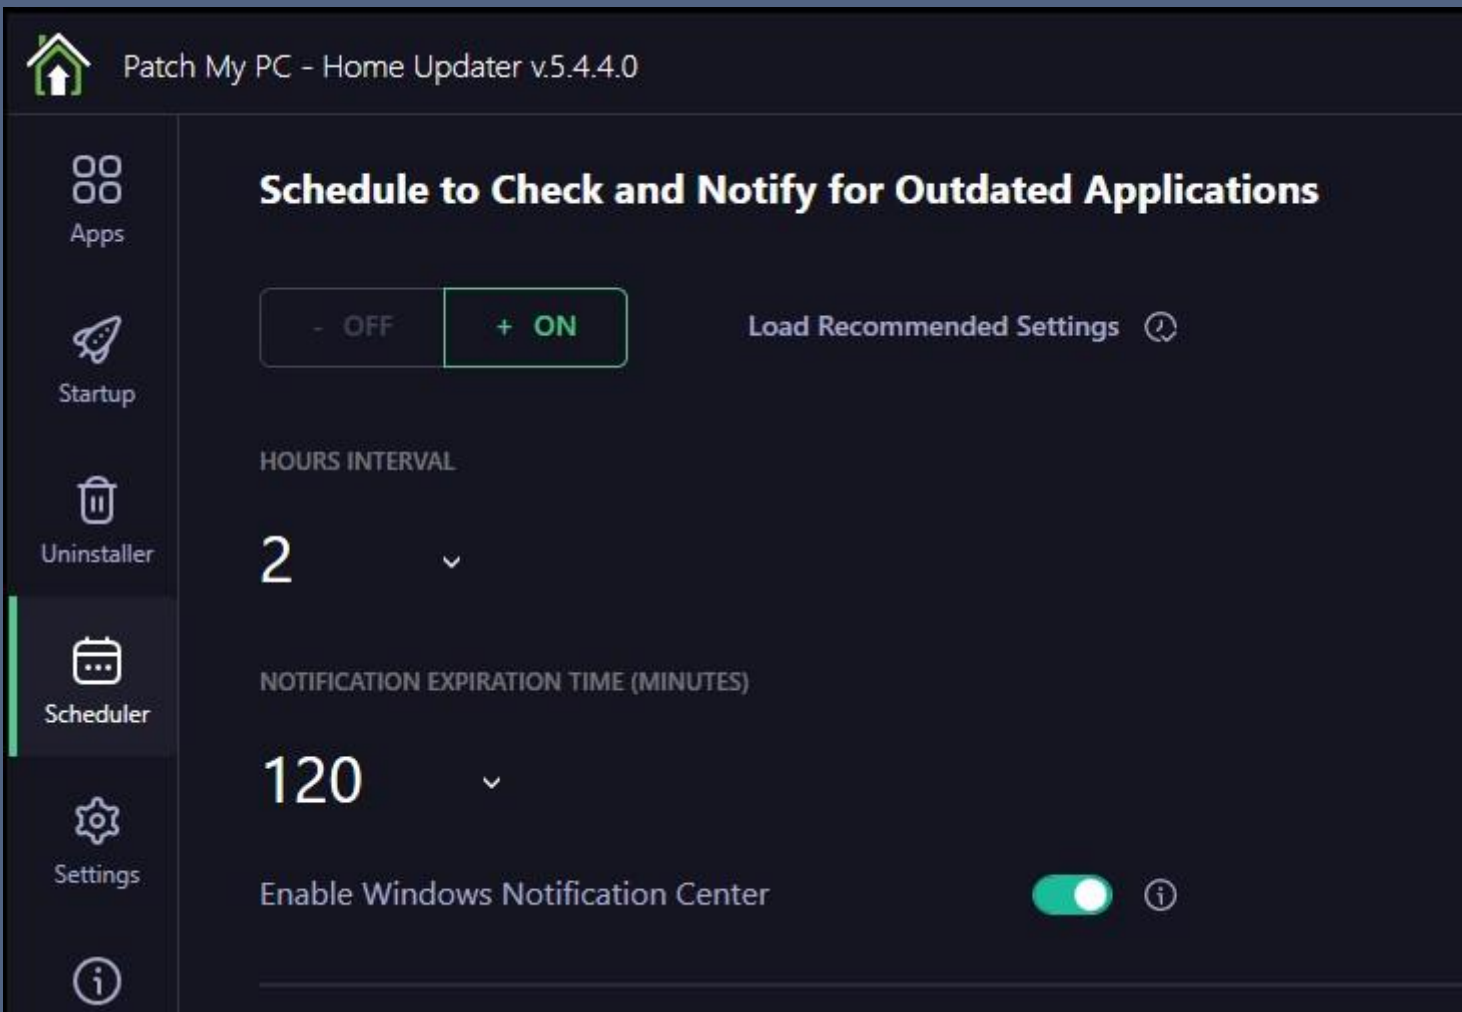 Patch My PC - Home Updater v.5.4.4.0
Apps
Startup
Uninstaller
Scheduler
Settings
Schedule to Check and Notify for Outdated Applications
- OFF + ON Load Recommended Settings
HOURS INTERVAL
2
NOTIFICATION EXPIRATION TIME (MINUTES)
120
Enable Windows Notification Center